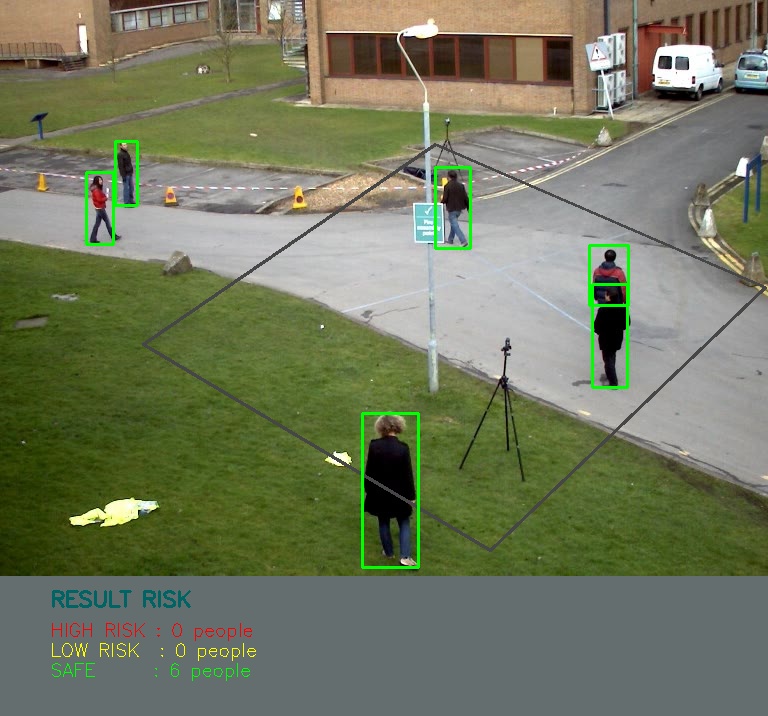 RESULT RISK
HIGH RISK : 0 people
LOW RISK : 0 people
SAFE : 6 people